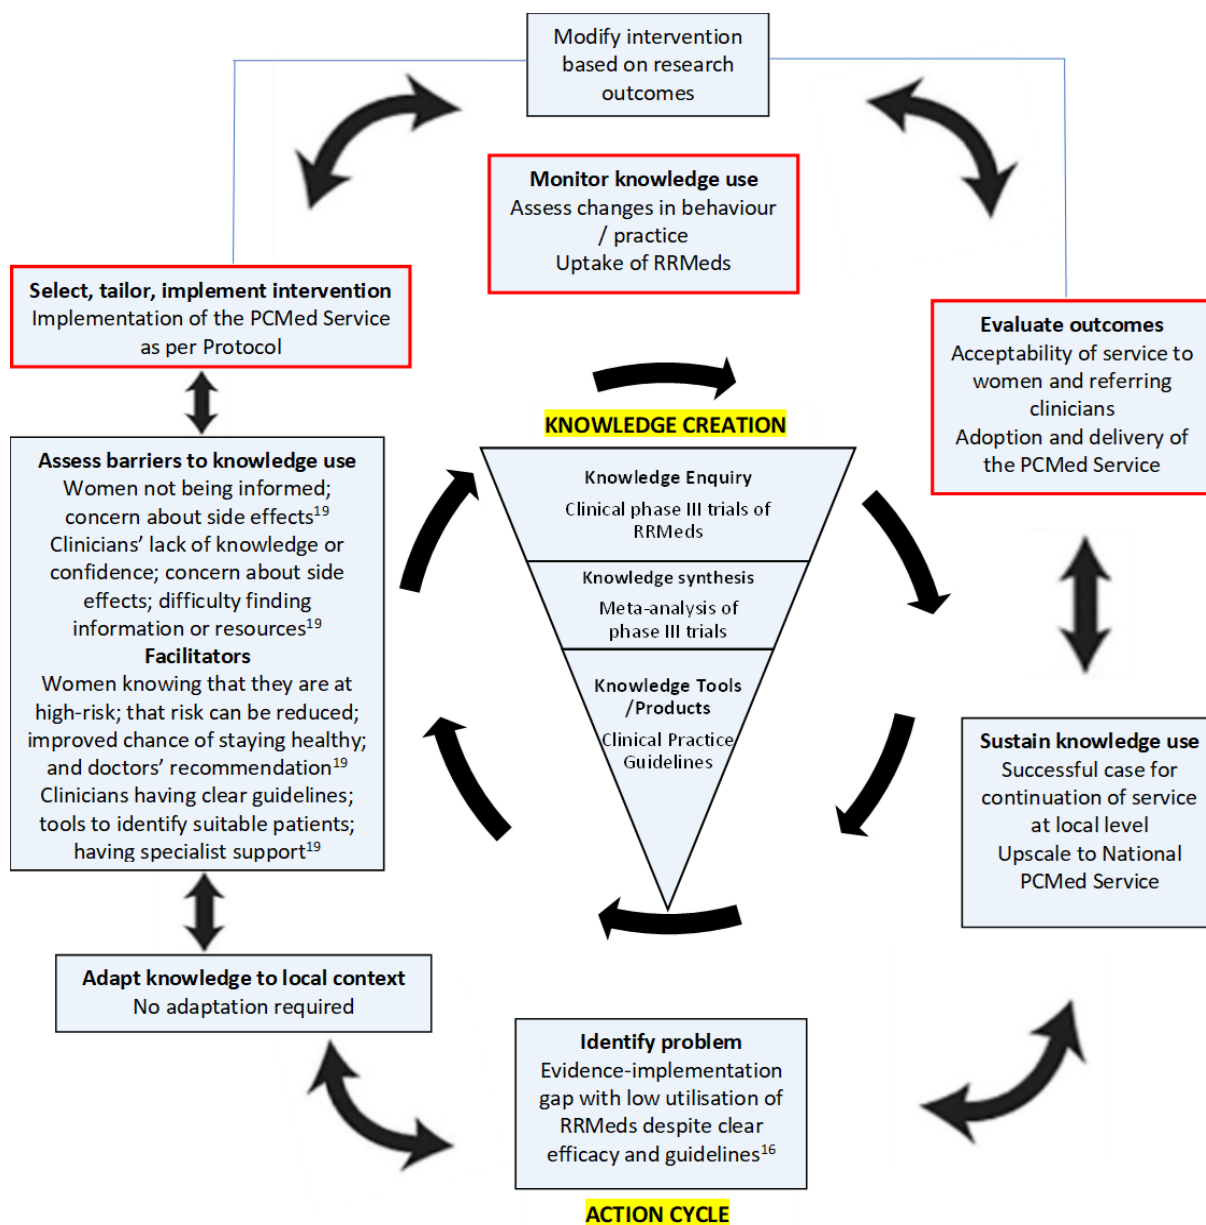 Modify intervention
based on research
outcomes
Monitor knowledge use
Assess changes in behaviour
/ practice
Uptake of RRMeds
Select, tailor, implement intervention
Implementation of the PCMed Service
as per Protocol
Evaluate outcomes
Acceptability of service to
women and referring
clinicians
Adoption and delivery of
the PCMed Service
KNOWLEDGE CREATION
Knowledge Enquiry
Clinical phase III trials of
RRMeds
Knowledge synthesis
Meta-analysis of
phase III trials
Knowledge Tools
/Products
Clinical Practice
Guidelines
Assess barriers to knowledge use
Women not being informed;
concern about side effects19
Clinicians’ lack of knowledge or
confidence; concern about side
effects; difficulty finding
information or resources19
Facilitators
Women knowing that they are at
high-risk; that risk can be reduced;
improved chance of staying healthy;
and doctors’ recommendation19
Clinicians having clear guidelines;
tools to identify suitable patients;
having specialist support19
Sustain knowledge use
Successful case for
continuation of service
at local level
Upscale to National
PCMed Service
Adapt knowledge to local context
No adaptation required
Identify problem
Evidence-implementation
gap with low utilisation of
RRMeds despite clear
efficacy and guidelines16
ACTION CYCLE